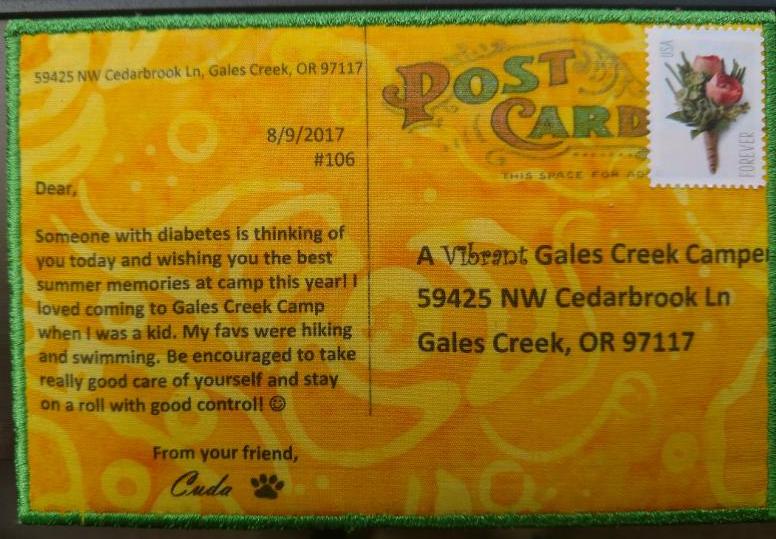 59425 NW Cedarbrook Ln, Gales Creek, OR 97117
8/9/2017
#106
Dear,
Someone with diabetes is thinking of
you today and wishing you the best
summer memories at camp this year! I
loved coming to Gales Creek Camp
when I was a kid. My favs were hiking
and swimming. Be encouraged to take
really good care of yourself and stay
on a roll with good control! ☺
From your friend,
Cuda
POST
CARD
THIS SPACE FOR AD
USA
FOREVER
A Vibrant Gales Creek Camper
59425 NW Cedarbrook Ln
Gales Creek, OR 97117